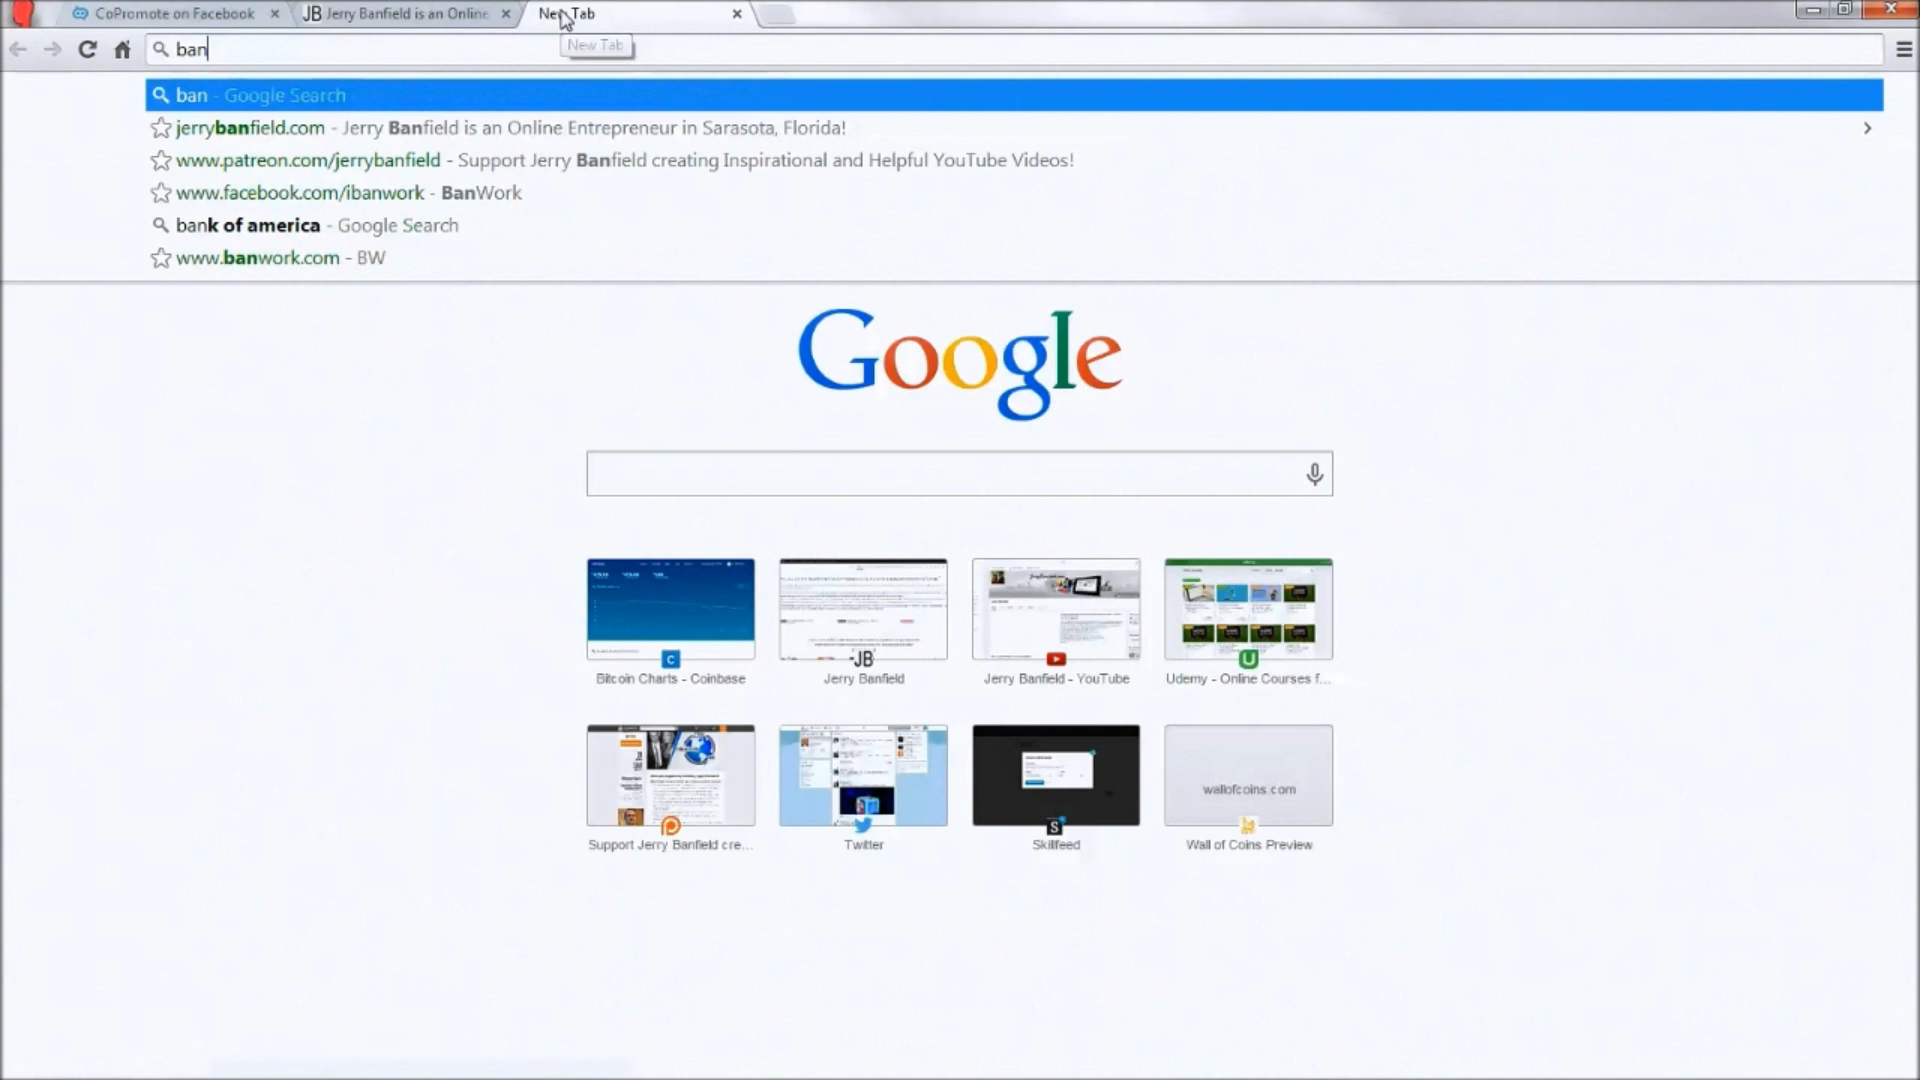 CoPromote on Facebook
JB Jerry Banfield is an Online
New Tab
ban
New Tab
ban - Google Search
jerrybanfield.com - Jerry Banfield is an Online Entrepreneur in Sarasota, Florida!
www.patreon.com/jerrybanfield - Support Jerry Banfield creating Inspirational and Helpful YouTube Videos!
www.facebook.com/ibanwork - BanWork
bank of america - Google Search
www.banwork.com - BW
Google
Bitcoin Charts - Coinbase
JB
Jerry Banfield
Jerry Banfield - YouTube
Udemy - Online Courses f...
wallofcoins.com
Support Jerry Banfield cre...
Twitter
Skillfeed
Wall of Coins Preview